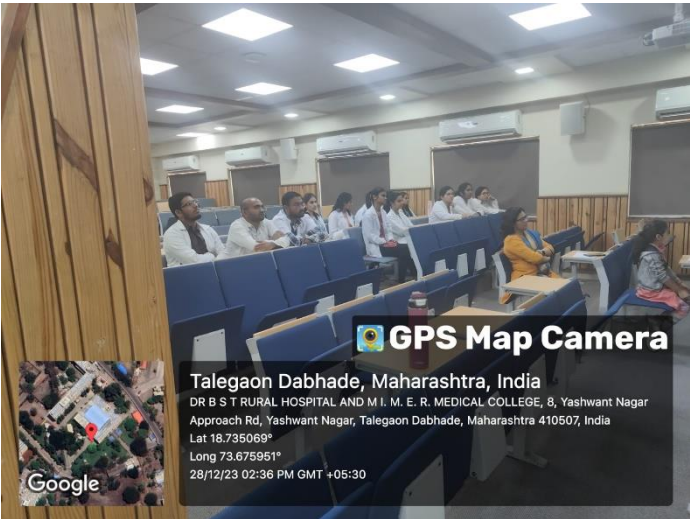 GPS Map Camera
Talegaon Dabhade, Maharashtra, India
DR B S T RURAL HOSPITAL AND M I. M. E. R. MEDICAL COLLEGE, 8, Yashwant Nagar
Approach Rd, Yashwant Nagar, Talegaon Dabhade, Maharashtra 410507, India
Lat 18.735069°
Long 73.675951°
28/12/23 02:36 PM GMT +05:30
Google